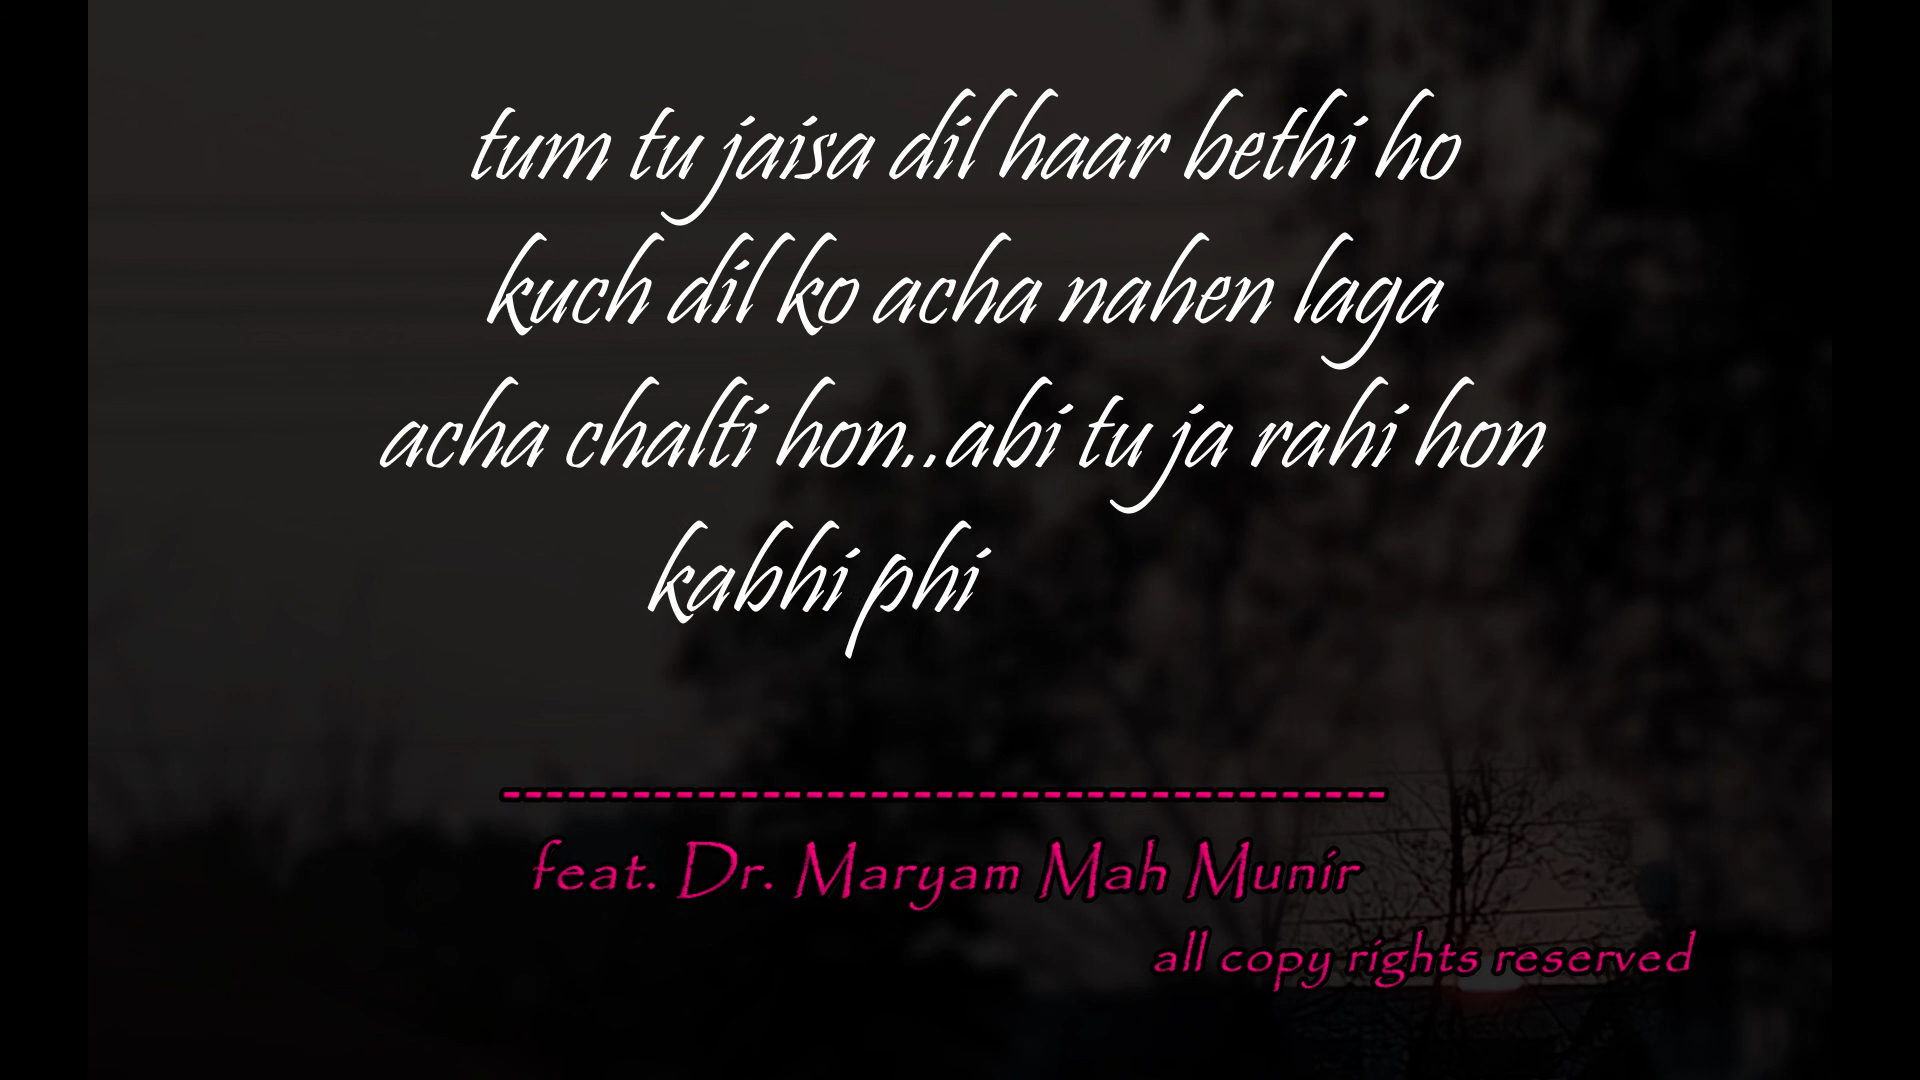 tum tu jaisa dil haar bethi ho
kuch dil ko acha nahen laga
acha chalti hon..abi tu ja rahi hon
kabhi phi
-----------------------------------------
feat. Dr. Maryam Mah Munir
all copy rights reserved